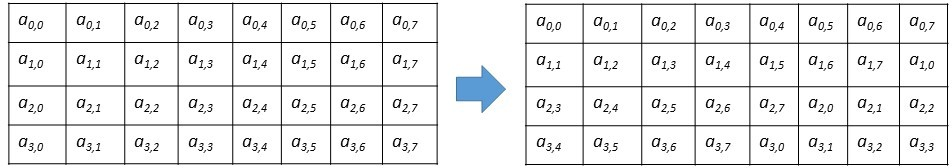 a0,0 a0,1 a0,2 a0,3 a0,4 a0,5 a0,6 a0,7 a0,0 a0,1 a0,2 a0,3 a0,4 a0,5 a0,6 a0,7
a1,0 a1,1 a1,2 a1,3 a1,4 a1,5 a1,6 a1,7 a1,1 a1,2 a1,3 a1,4 a1,5 a1,6 a1,7 a1,0
a2,0 a2,1 a2,2 a2,3 a2,4 a2,5 a2,6 a2,7 a2,3 a2,4 a2,5 a2,6 a2,7 a2,0 a2,1 a2,2
a3,0 a3,1 a3,2 a3,3 a3,4 a3,5 a3,6 a3,7 a3,4 a3,5 a3,6 a3,7 a3,0 a3,1 a3,2 a3,3